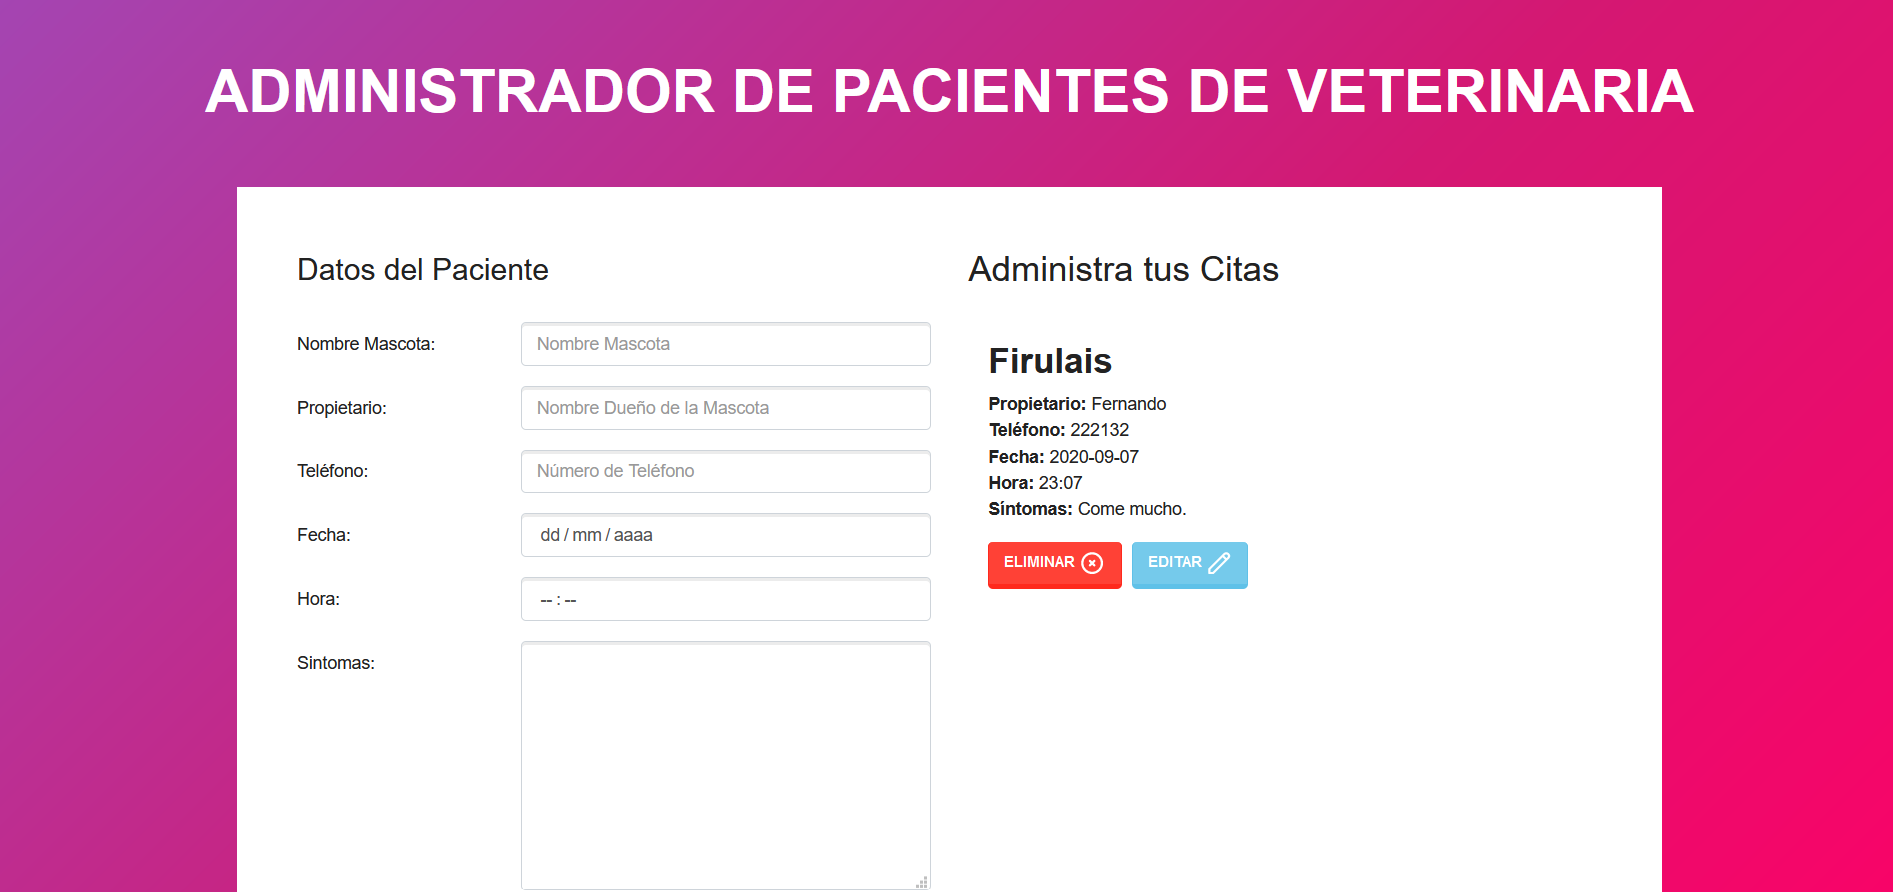 ADMINISTRADOR DE PACIENTES DE VETERINARIA
Datos del Paciente
Nombre Mascota:
Nombre Mascota
Propietario:
Nombre Dueño de la Mascota
Teléfono:
Número de Teléfono
Fecha:
dd / mm / aaaa
Hora:
-- : --
Sintomas:
Administra tus Citas
Firulais
Propietario: Fernando
Teléfono: 222132
Fecha: 2020-09-07
Hora: 23:07
Síntomas: Come mucho.
ELIMINAR
EDITAR